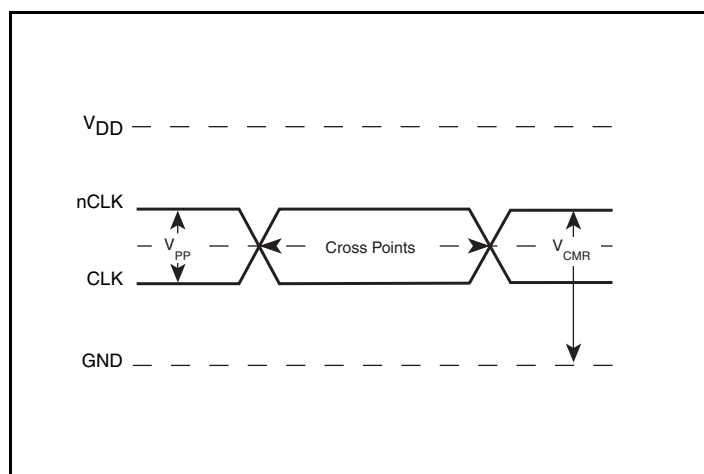 VDD
nCLK
VPP
Cross Points
VCMR
CLK
GND